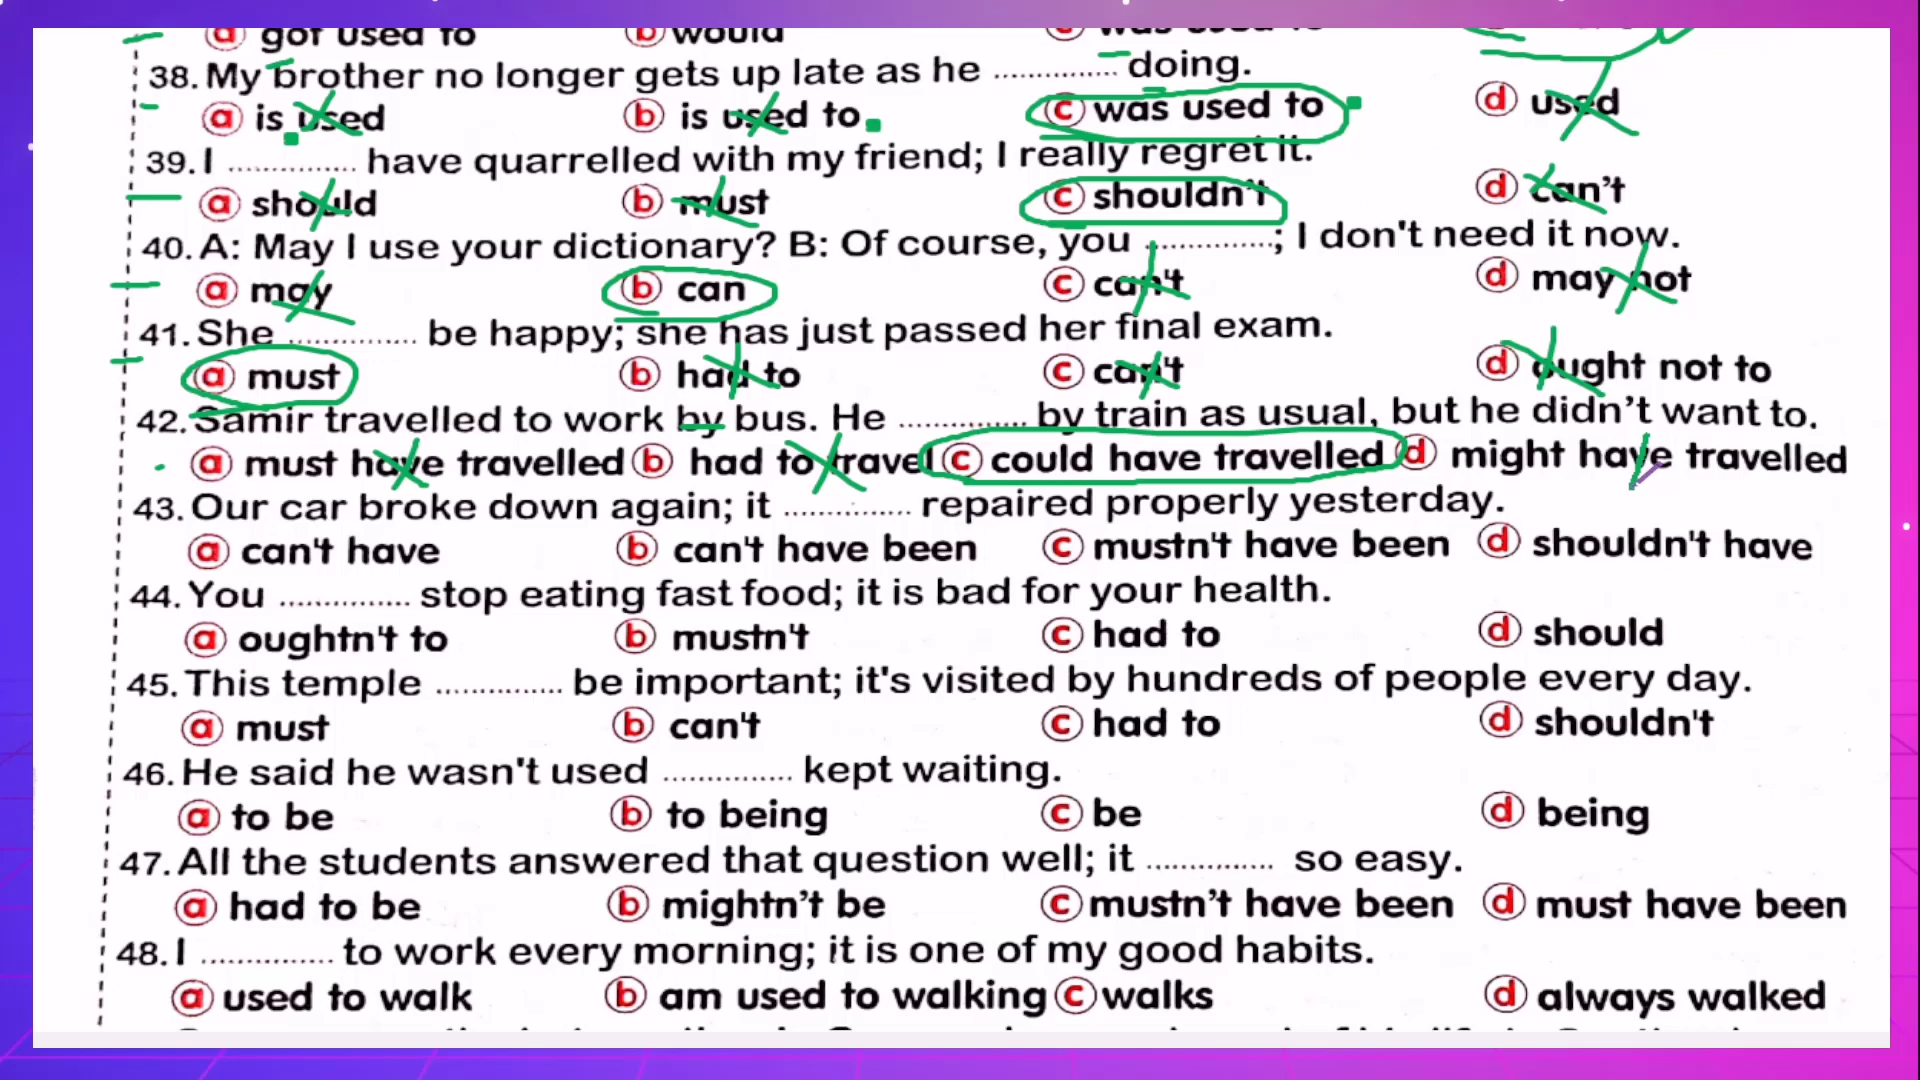 ⓐ got used to ⓑ would ⓒ was used to
38. My brother no longer gets up late as he .............. doing.
ⓐ is used ⓑ is used to ⓒ was used to ⓓ used
39. I .............. have quarrelled with my friend; I really regret it.
ⓐ should ⓑ must ⓒ shouldn't ⓓ can't
40. A: May I use your dictionary? B: Of course, you ..............; I don't need it now.
ⓐ may ⓑ can ⓒ can't ⓓ may not
41. She .............. be happy; she has just passed her final exam.
ⓐ must ⓑ had to ⓒ can't ⓓ ought not to
42. Samir travelled to work by bus. He .............. by train as usual, but he didn't want to.
ⓐ must have travelled ⓑ had to travel ⓒ could have travelled ⓓ might have travelled
43. Our car broke down again; it .............. repaired properly yesterday.
ⓐ can't have ⓑ can't have been ⓒ mustn't have been ⓓ shouldn't have
44. You .............. stop eating fast food; it is bad for your health.
ⓐ oughtn't to ⓑ mustn't ⓒ had to ⓓ should
45. This temple .............. be important; it's visited by hundreds of people every day.
ⓐ must ⓑ can't ⓒ had to ⓓ shouldn't
46. He said he wasn't used .............. kept waiting.
ⓐ to be ⓑ to being ⓒ be ⓓ being
47. All the students answered that question well; it .............. so easy.
ⓐ had to be ⓑ mightn't be ⓒ mustn't have been ⓓ must have been
48. I .............. to work every morning; it is one of my good habits.
ⓐ used to walk ⓑ am used to walking ⓒ walks ⓓ always walked